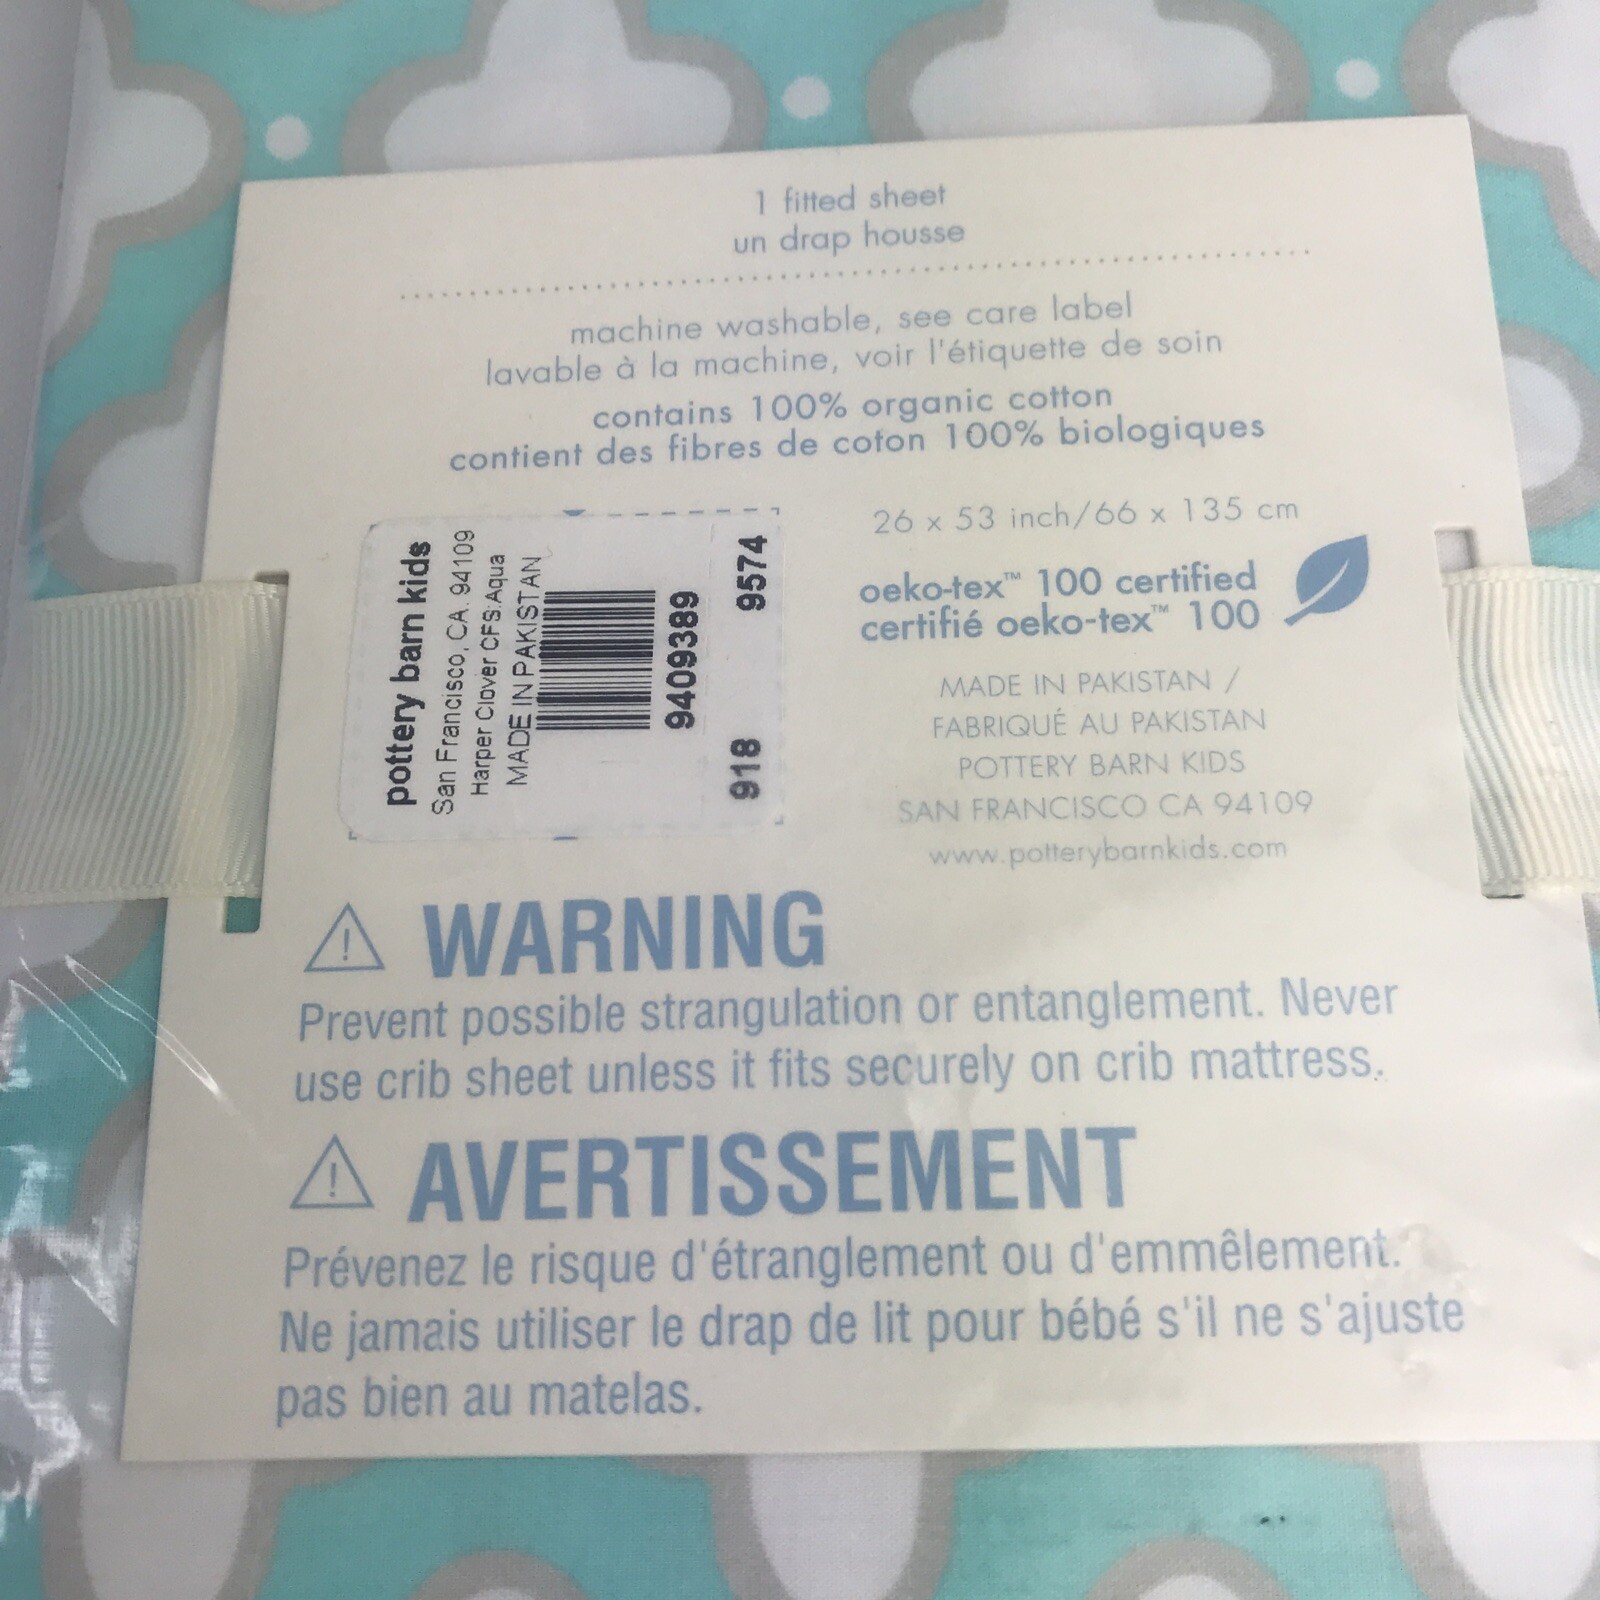 1 fitted sheet
un drap housse
machine washable, see care label
lavable à la machine, voir l'étiquette de soin
contains 100% organic cotton
contient des fibres de coton 100% biologiques
pottery barn kids
San Francisco, CA. 94109
Harper Clover CFS:Aqua
MADE IN PAKISTAN
9409389
918 9574
26 x 53 inch/66 x 135 cm
oeko-tex™ 100 certified
certifié oeko-tex™ 100
MADE IN PAKISTAN /
FABRIQUÉ AU PAKISTAN
POTTERY BARN KIDS
SAN FRANCISCO CA 94109
www.potterybarnkids.com
WARNING
Prevent possible strangulation or entanglement. Never
use crib sheet unless it fits securely on crib mattress.
AVERTISSEMENT
Prévenez le risque d'étranglement ou d'emmêlement.
Ne jamais utiliser le drap de lit pour bébé s'il ne s'ajuste
pas bien au matelas.